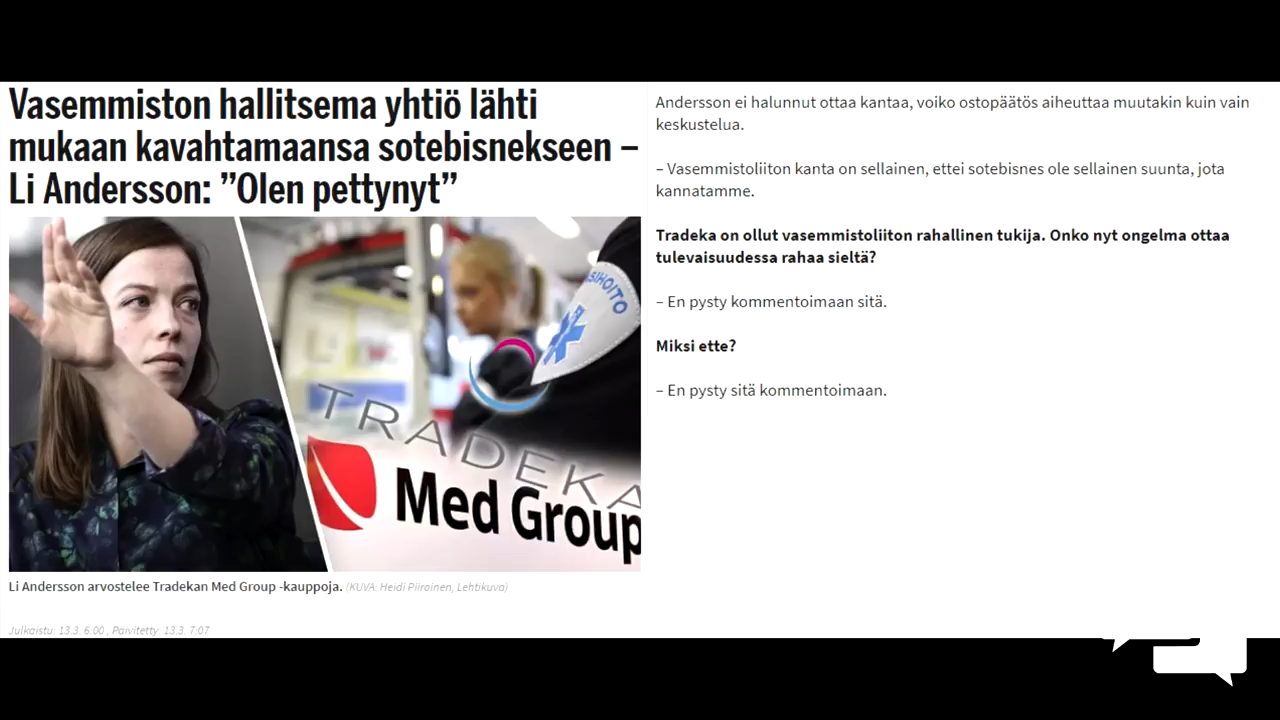 Vasemmiston hallitsema yhtiö lähti
mukaan kavahtamaansa sotebisnekseen –
Li Andersson: ”Olen pettynyt”
SIHOITO
TRADEKA
Med Group
Li Andersson arvostelee Tradekan Med Group -kauppoja. (KUVA: Heidi Piiroinen, Lehtikuva)
Julkaistu: 13.3. 6:00 , Päivitetty: 13.3. 7:07
Andersson ei halunnut ottaa kantaa, voiko ostopäätös aiheuttaa muutakin kuin vain
keskustelua.
– Vasemmistoliiton kanta on sellainen, ettei sotebisnes ole sellainen suunta, jota
kannatamme.
Tradeka on ollut vasemmistoliiton rahallinen tukija. Onko nyt ongelma ottaa
tulevaisuudessa rahaa sieltä?
– En pysty kommentoimaan sitä.
Miksi ette?
– En pysty sitä kommentoimaan.